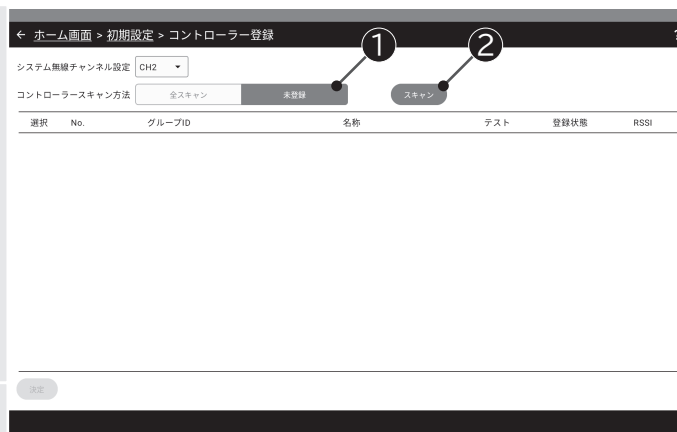 ← ホーム画面 > 初期設定 > コントローラー登録
1
2
システム無線チャンネル設定 CH2
コントロールスキャン方法 全スキャン 未登録 スキャン
選択 No. グループID 名称 テスト 登録状態 RSSI
決定